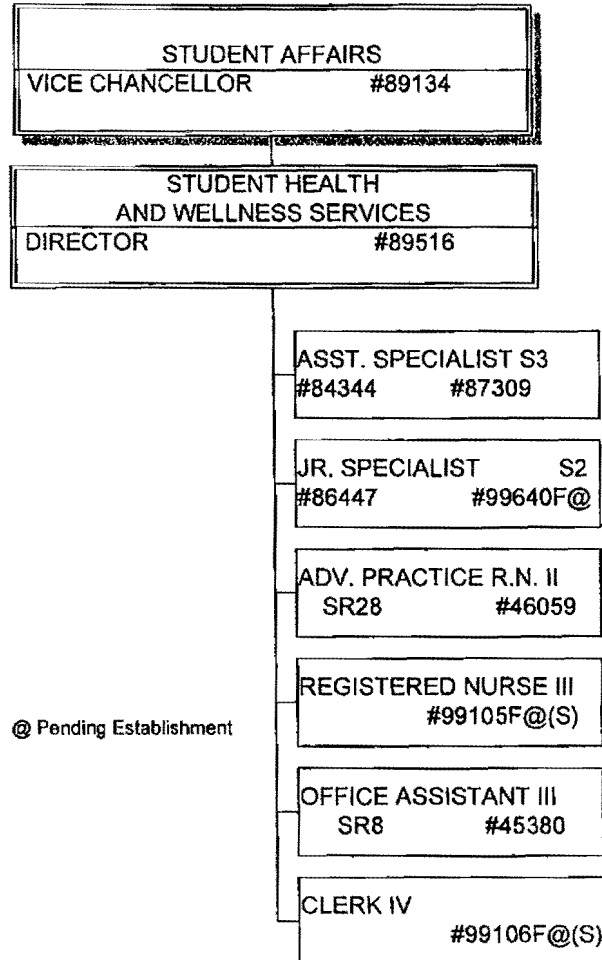 STUDENT AFFAIRS
VICE CHANCELLOR #89134
STUDENT HEALTH
AND WELLNESS SERVICES
DIRECTOR #89516
ASST. SPECIALIST S3
#84344 #87309
JR. SPECIALIST S2
#86447 #99640F@
ADV. PRACTICE R.N. II
SR28 #46059
REGISTERED NURSE III
#99105F@(S)
@ Pending Establishment
OFFICE ASSISTANT III
SR8 #45380
CLERK IV
#99106F@(S)